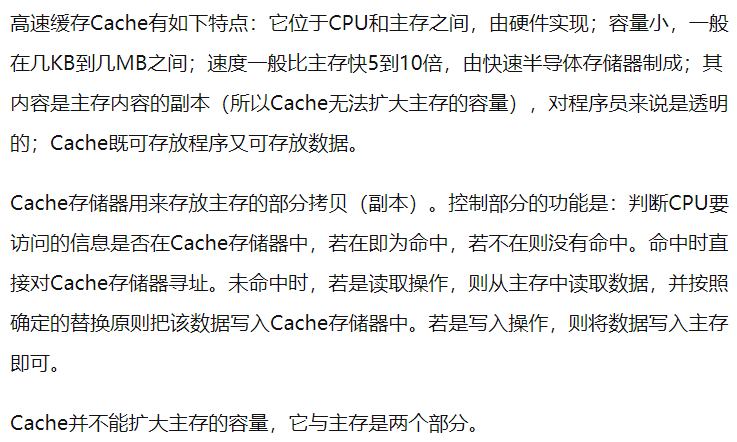 高速缓存Cache有如下特点：它位于CPU和主存之间，由硬件实现；容量小，一般
在几KB到几MB之间；速度一般比主存快5到10倍，由快速半导体存储器制成；其
内容是主存内容的副本（所以Cache无法扩大主存的容量），对程序员来说是透明
的；Cache既可存放程序又可存放数据。
Cache存储器用来存放主存的部分拷贝（副本）。控制部分的功能是：判断CPU要
访问的信息是否在Cache存储器中，若在即为命中，若不在则没有命中。命中时直
接对Cache存储器寻址。未命中时，若是读取操作，则从主存中读取数据，并按照
确定的替换原则把该数据写入Cache存储器中。若是写入操作，则将数据写入主存
即可。
Cache并不能扩大主存的容量，它与主存是两个部分。